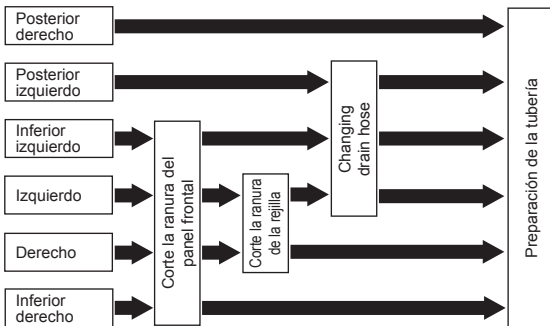 Posterior
derecho
Posterior
izquierdo
Inferior
izquierdo
Izquierdo
Derecho
Inferior
derecho
Corte la ranura del
panel frontal
Corte la ranura
de la rejilla
Changing
drain hose
Preparación de la tubería